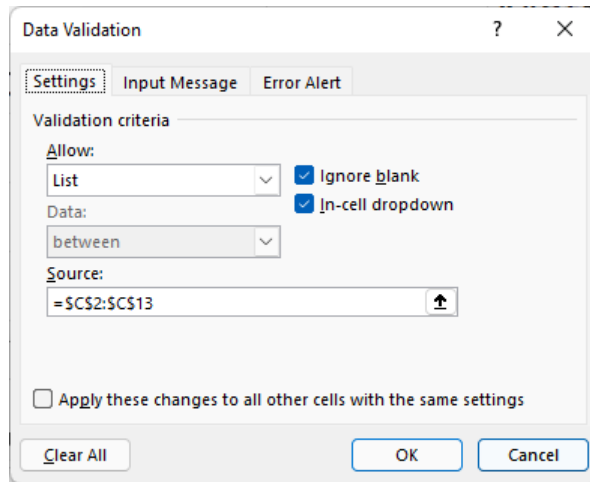 Data Validation ?
Settings Input Message Error Alert
Validation criteria
Allow:
List
Ignore blank
Data:
In-cell dropdown
between
Source:
=$C$2:$C$13
Apply these changes to all other cells with the same settings
Clear All OK Cancel